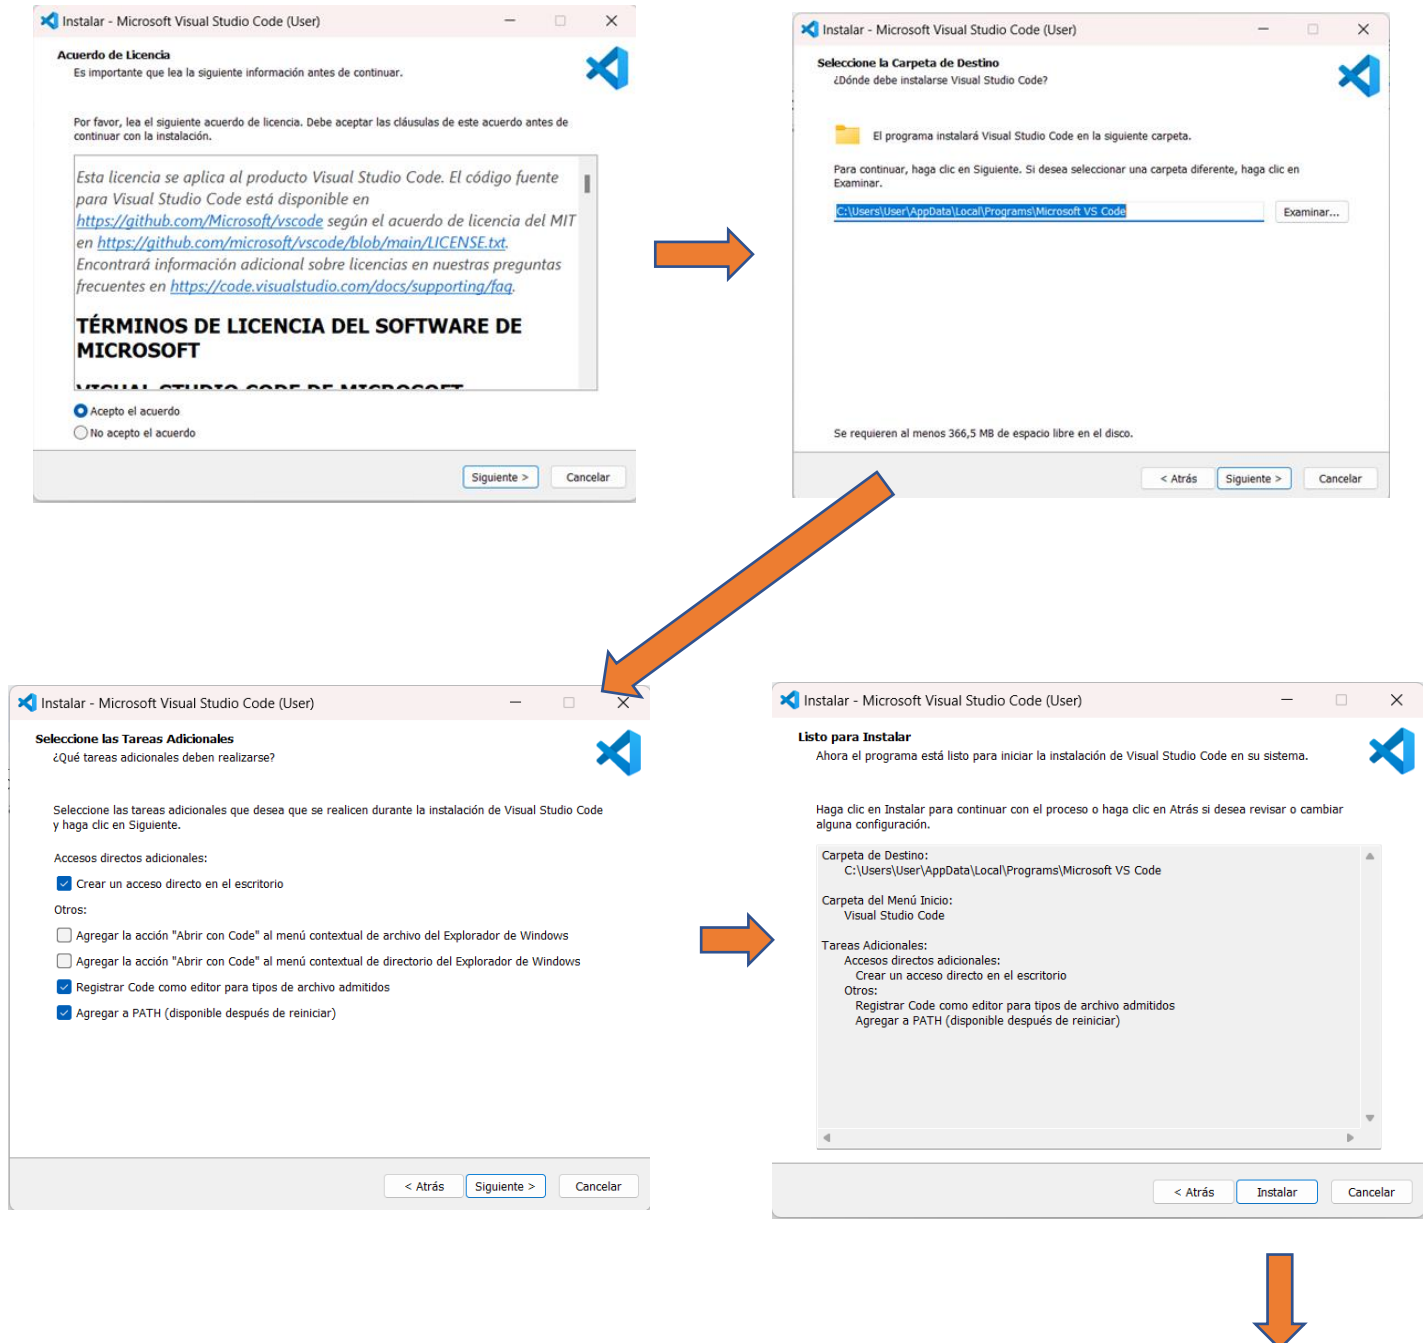 Instalar - Microsoft Visual Studio Code (User)
Acuerdo de Licencia
Es importante que lea la siguiente información antes de continuar.
Por favor, lea el siguiente acuerdo de licencia. Debe aceptar las cláusulas de este acuerdo antes de
continuar con la instalación.
Esta licencia se aplica al producto Visual Studio Code. El código fuente
para Visual Studio Code está disponible en
https://github.com/Microsoft/vscode según el acuerdo de licencia del MIT
en https://github.com/microsoft/vscode/blob/main/LICENSE.txt.
Encontrará información adicional sobre licencias en nuestras preguntas
frecuentes en https://code.visualstudio.com/docs/supporting/faq.
TÉRMINOS DE LICENCIA DEL SOFTWARE DE
MICROSOFT
VISUAL STUDIO CODE DE MICROSOFT
Acepto el acuerdo
No acepto el acuerdo
Siguiente >
Cancelar
Instalar - Microsoft Visual Studio Code (User)
Seleccione la Carpeta de Destino
¿Dónde debe instalarse Visual Studio Code?
El programa instalará Visual Studio Code en la siguiente carpeta.
Para continuar, haga clic en Siguiente. Si desea seleccionar una carpeta diferente, haga clic en
Examinar.
C:\Users\User\AppData\Local\Programs\Microsoft VS Code
Examinar...
Se requieren al menos 366,5 MB de espacio libre en el disco.
< Atrás
Siguiente >
Cancelar
Instalar - Microsoft Visual Studio Code (User)
Seleccione las Tareas Adicionales
¿Qué tareas adicionales deben realizarse?
Seleccione las tareas adicionales que desea que se realicen durante la instalación de Visual Studio Code
y haga clic en Siguiente.
Accesos directos adicionales:
Crear un acceso directo en el escritorio
Otros:
Agregar la acción "Abrir con Code" al menú contextual de archivo del Explorador de Windows
Agregar la acción "Abrir con Code" al menú contextual de directorio del Explorador de Windows
Registrar Code como editor para tipos de archivo admitidos
Agregar a PATH (disponible después de reiniciar)
< Atrás
Siguiente >
Cancelar
Instalar - Microsoft Visual Studio Code (User)
Listo para Instalar
Ahora el programa está listo para iniciar la instalación de Visual Studio Code en su sistema.
Haga clic en Instalar para continuar con el proceso o haga clic en Atrás si desea revisar o cambiar
alguna configuración.
Carpeta de Destino:
C:\Users\User\AppData\Local\Programs\Microsoft VS Code
Carpeta del Menú Inicio:
Visual Studio Code
Tareas Adicionales:
Accesos directos adicionales:
Crear un acceso directo en el escritorio
Otros:
Registrar Code como editor para tipos de archivo admitidos
Agregar a PATH (disponible después de reiniciar)
< Atrás
Instalar
Cancelar